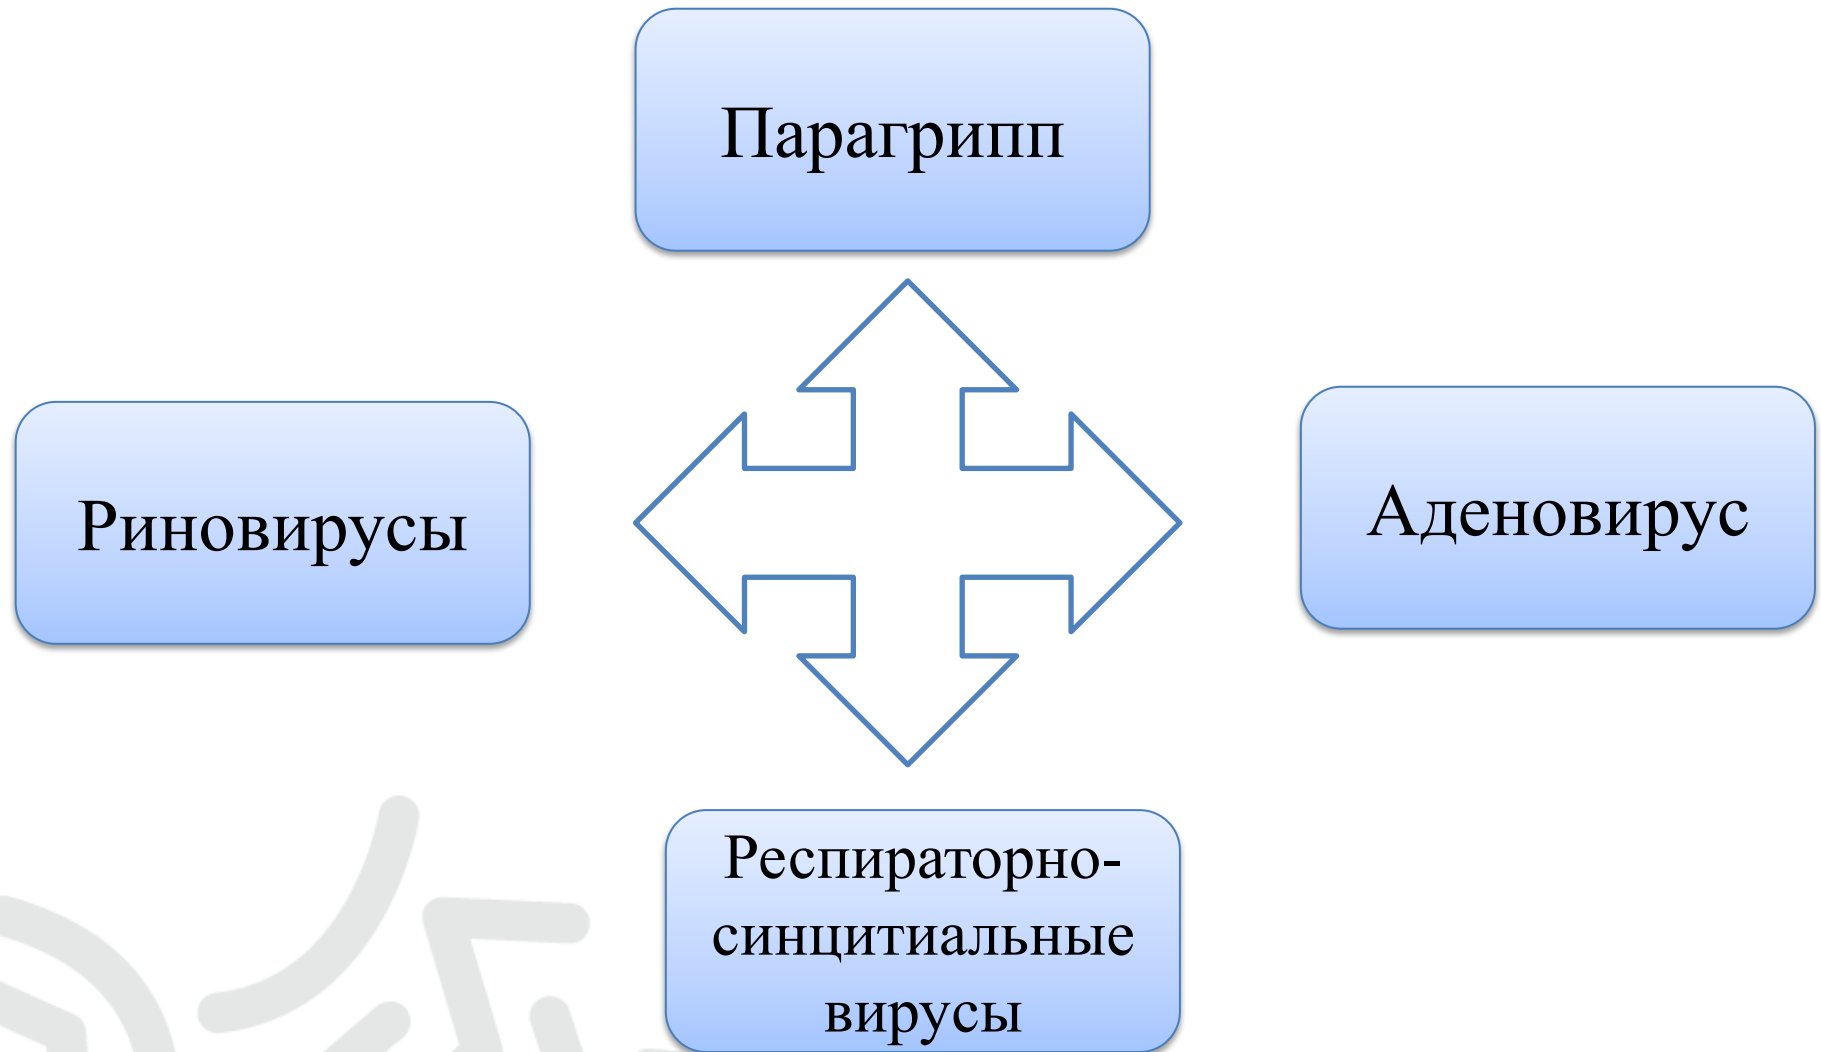 Парагрипп
Риновирусы
Аденовирус
Респираторно-
синцитиальные
вирусы